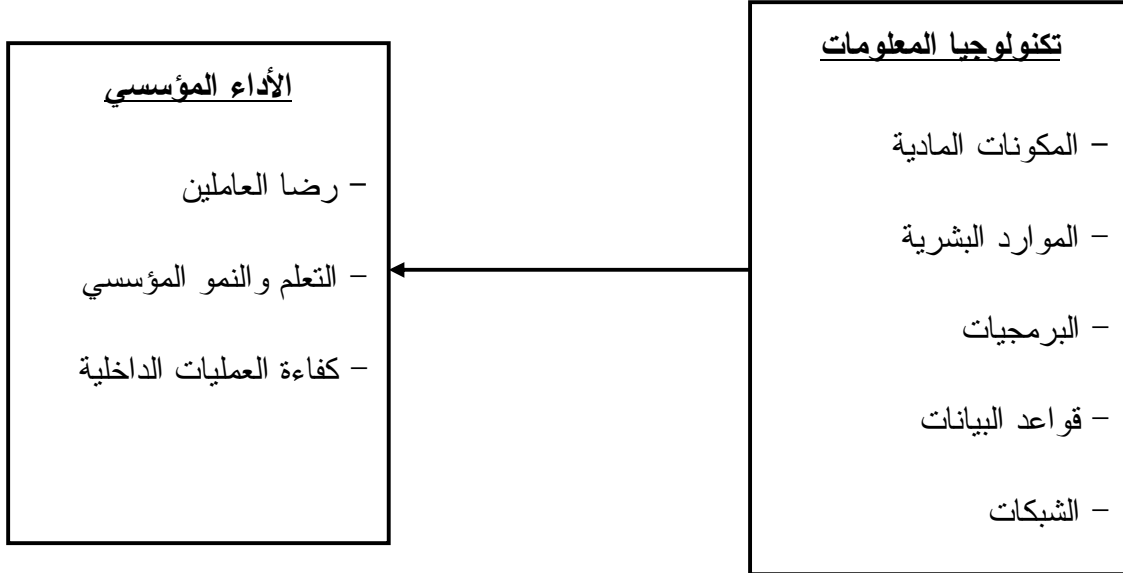 تكنولوجيا المعلومات
- المكونات المادية
- الموارد البشرية
- البرمجيات
- قواعد البيانات
- الشبكات
الأداء المؤسسي
- رضا العاملين
- التعلم والنمو المؤسسي
- كفاءة العمليات الداخلية